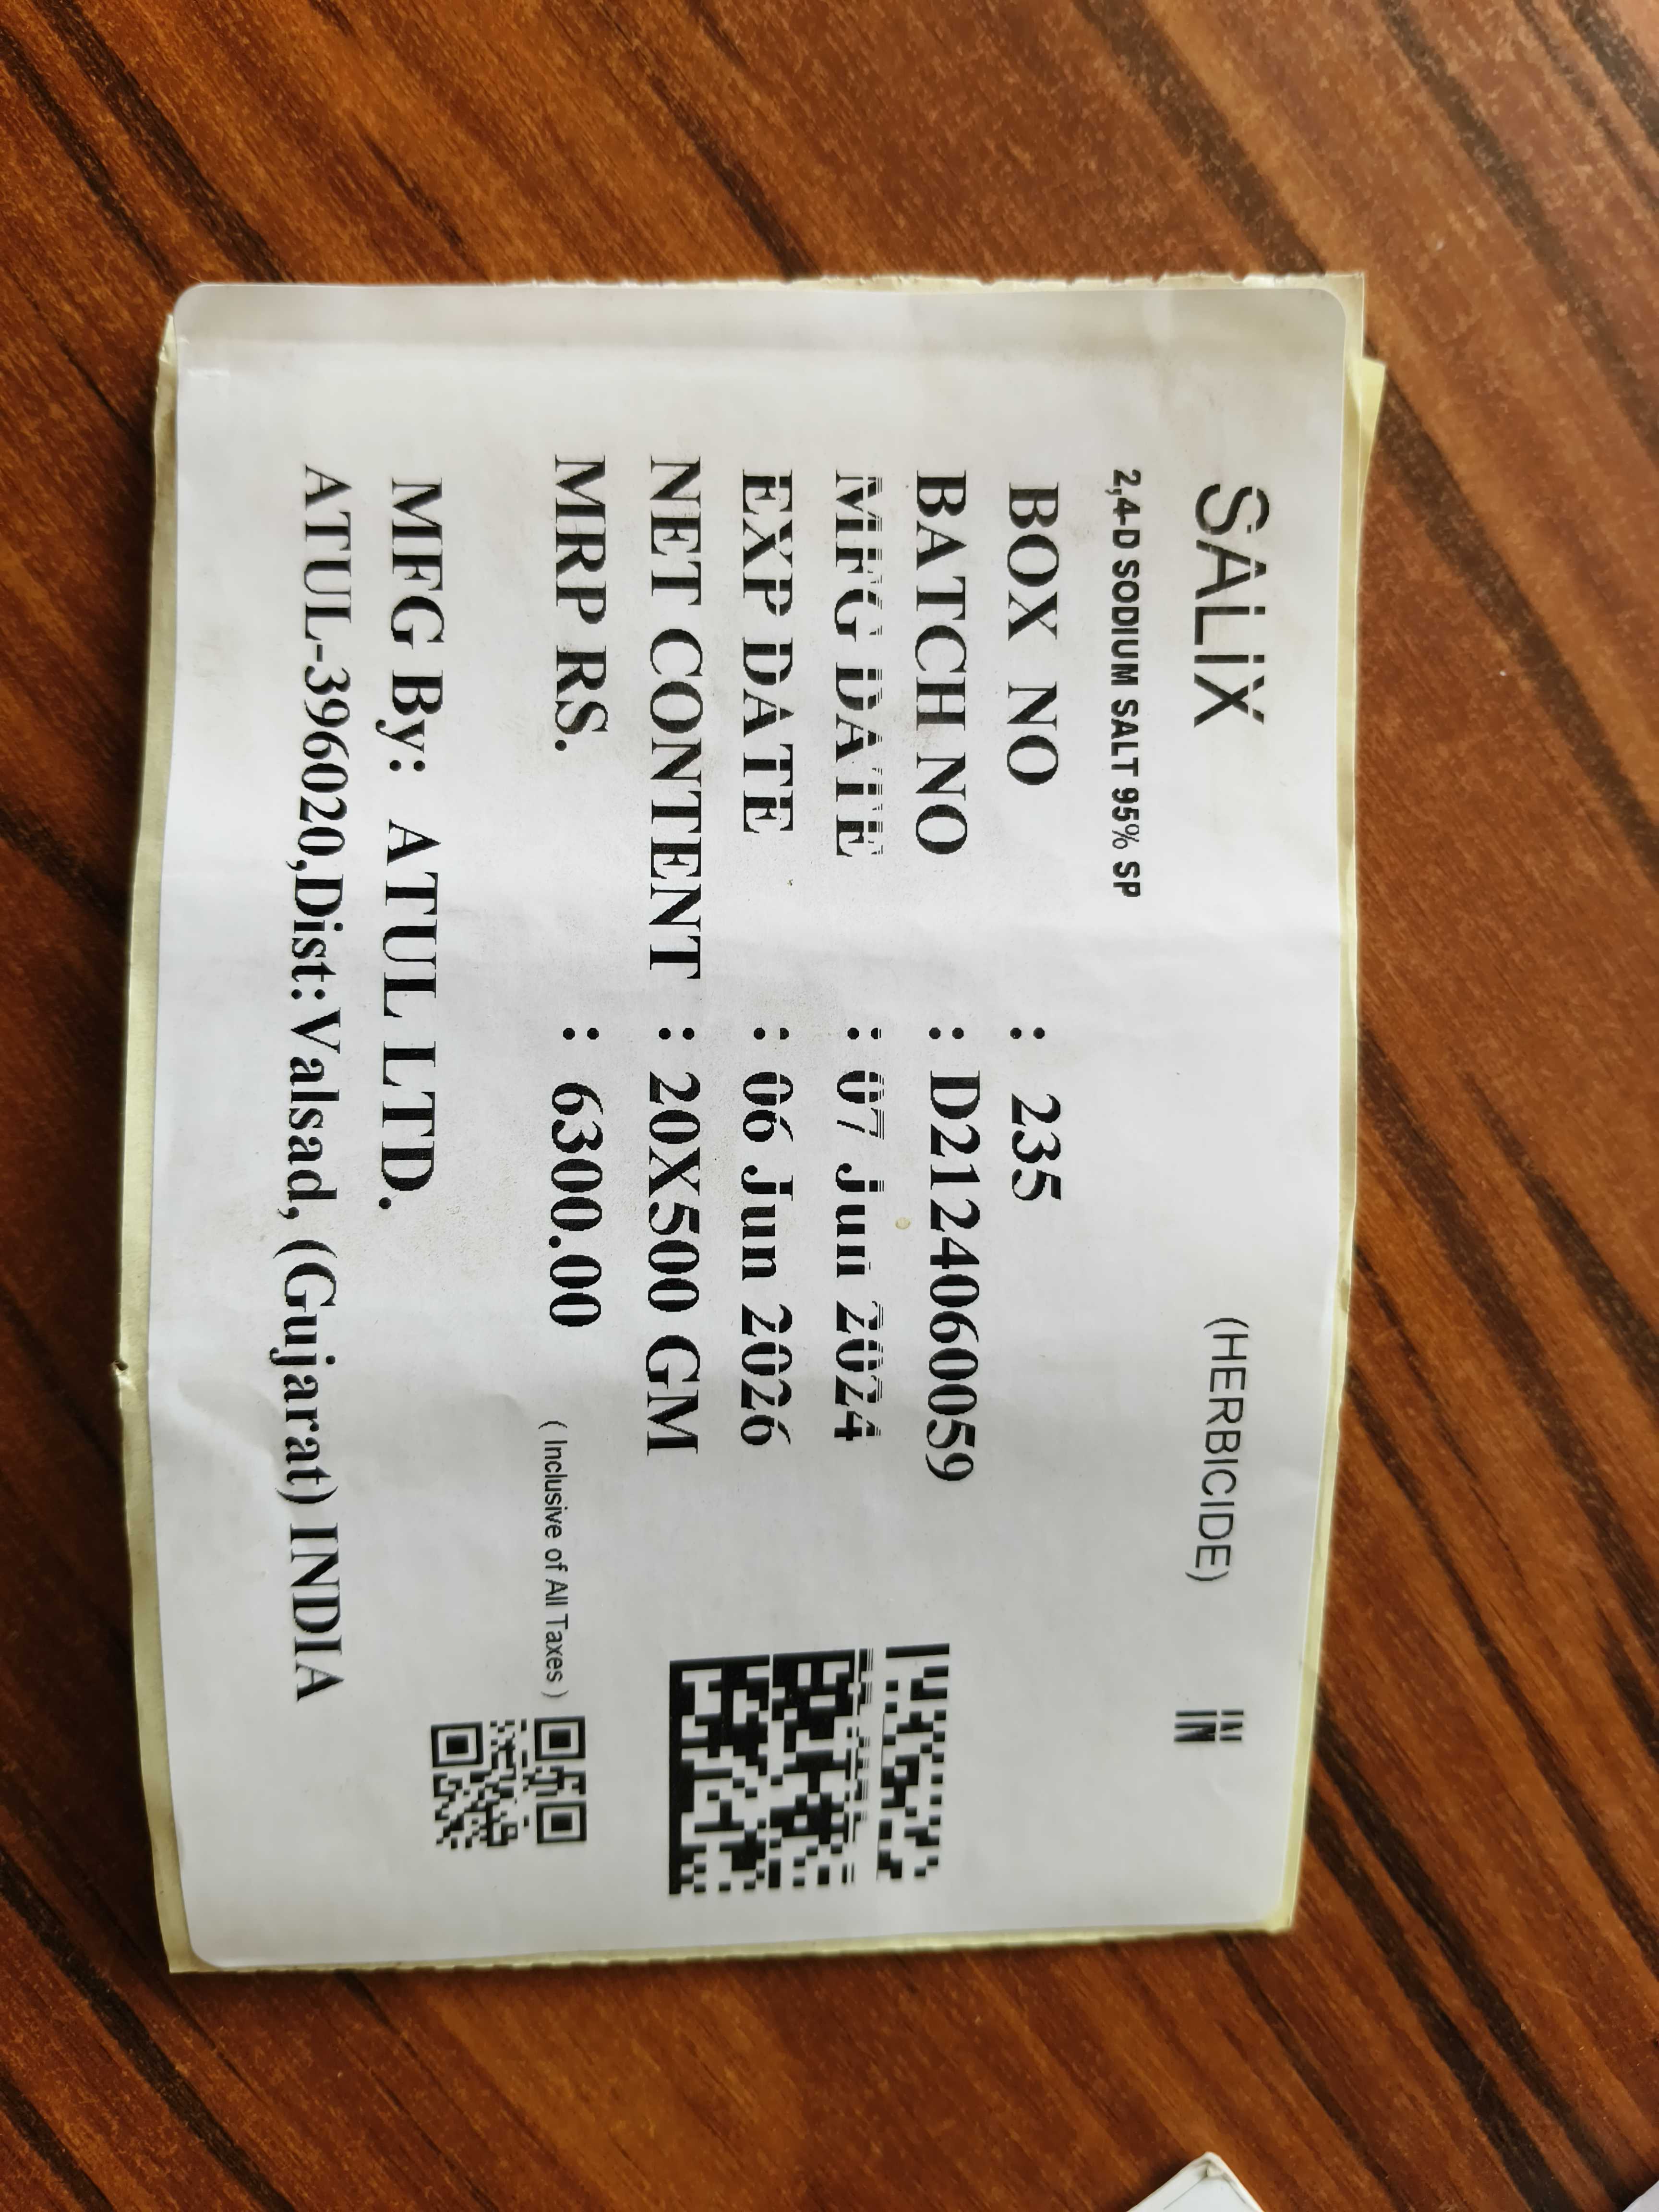 SALIX (HERBICIDE) IN
2,4-D SODIUM SALT 95% SP
BOX NO : 235
BATCH NO : D2124060059
MFG DATE : 07 Jun 2024
EXP DATE : 06 Jun 2026
NET CONTENT : 20X500 GM
MRP RS. : 6300.00 ( Inclusive of All Taxes )
MFG By: ATUL LTD.
ATUL-396020,Dist:Valsad, (Gujarat) INDIA